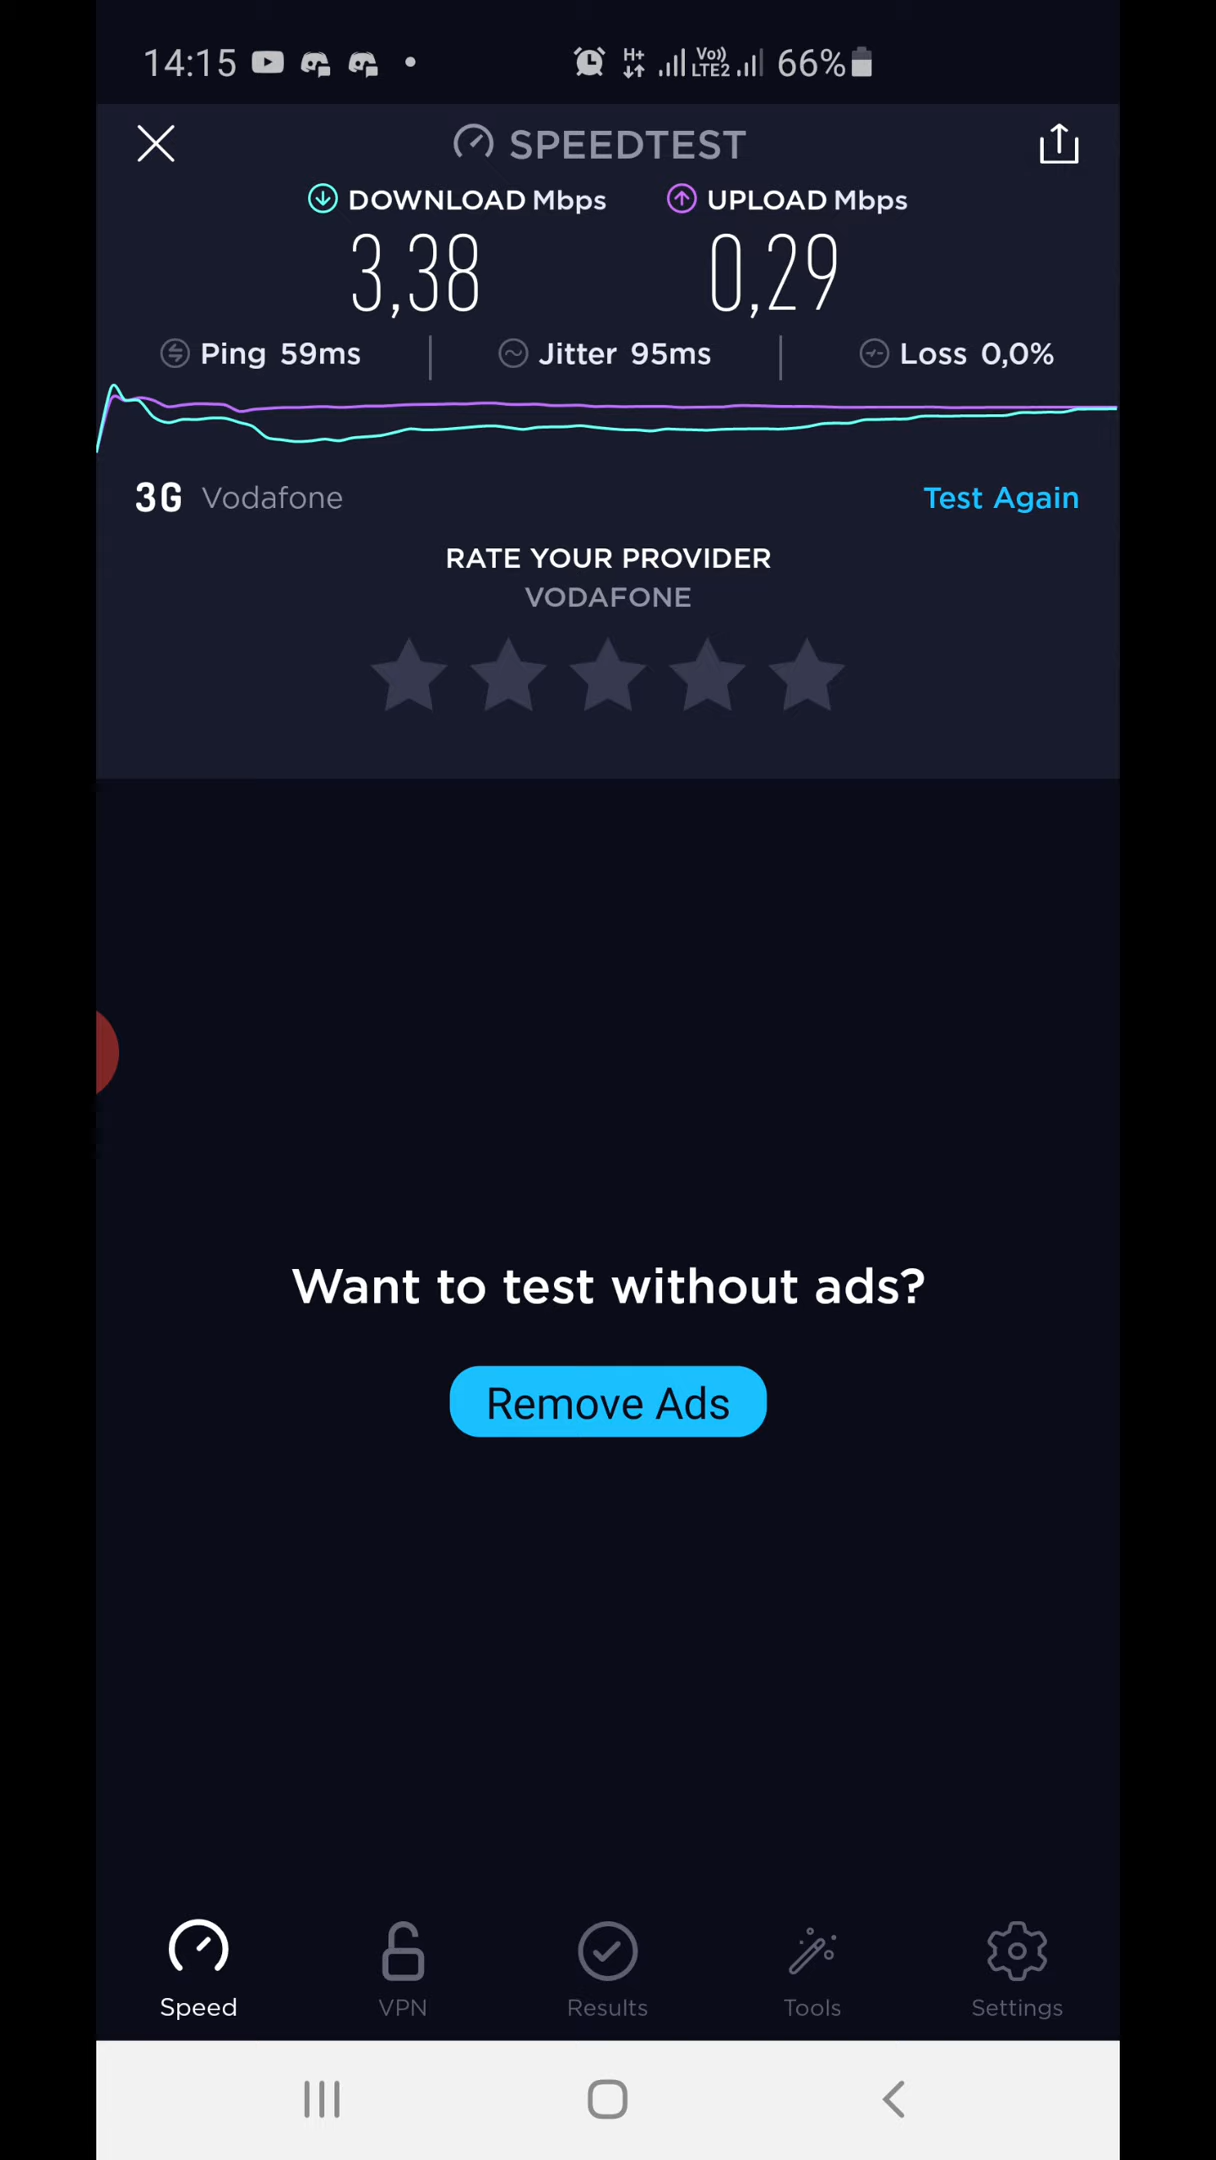 14:15 H+ Vo)) LTE2 66%
SPEEDTEST
DOWNLOAD Mbps UPLOAD Mbps
3,38 0,29
Ping 59ms Jitter 95ms Loss 0,0%
3G Vodafone Test Again
RATE YOUR PROVIDER
VODAFONE
Want to test without ads?
Remove Ads
Speed VPN Results Tools Settings